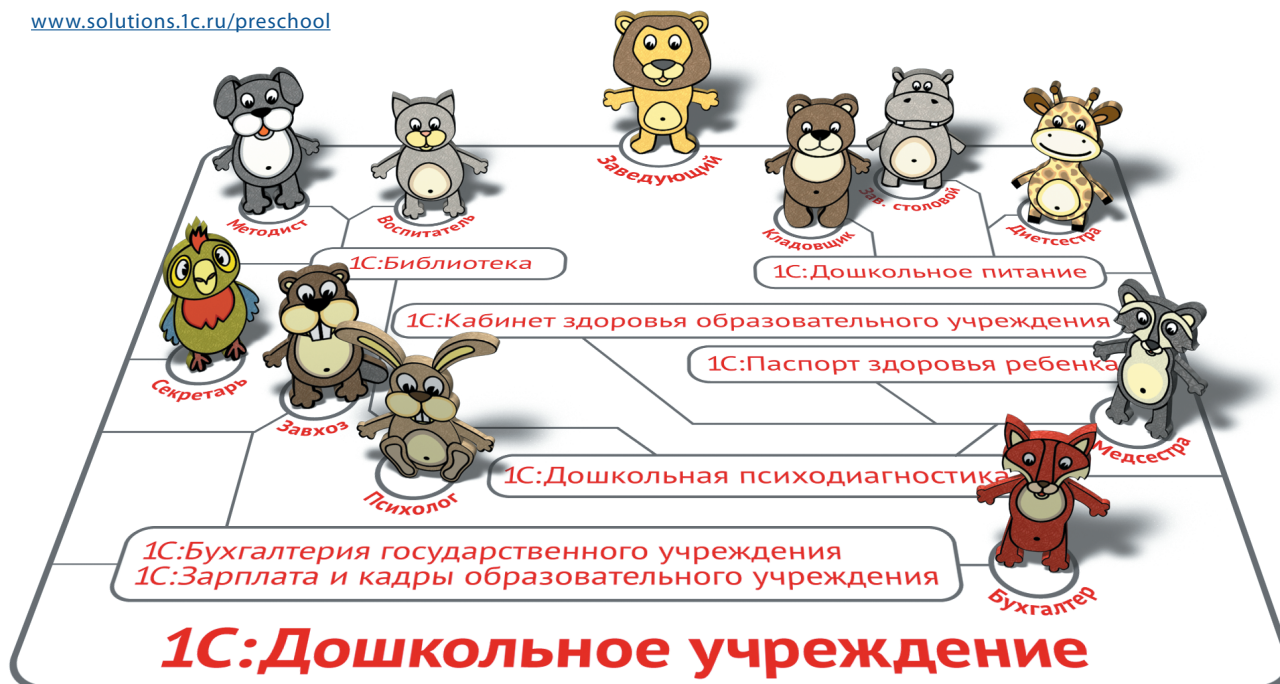 www.solutions.1c.ru/preschool
Заведующий
Методист
Воспитатель
Кладовщик
Зав. столовой
Диетсестра
1С:Библиотека
1С:Дошкольное питание
1С:Кабинет здоровья образовательного учреждения
1С:Паспорт здоровья ребенка
Секретарь
Завхоз
Медсестра
1С:Дошкольная психодиагностика
Психолог
1С:Бухгалтерия государственного учреждения
1С:Зарплата и кадры образовательного учреждения
Бухгалтер
1С:Дошкольное учреждение